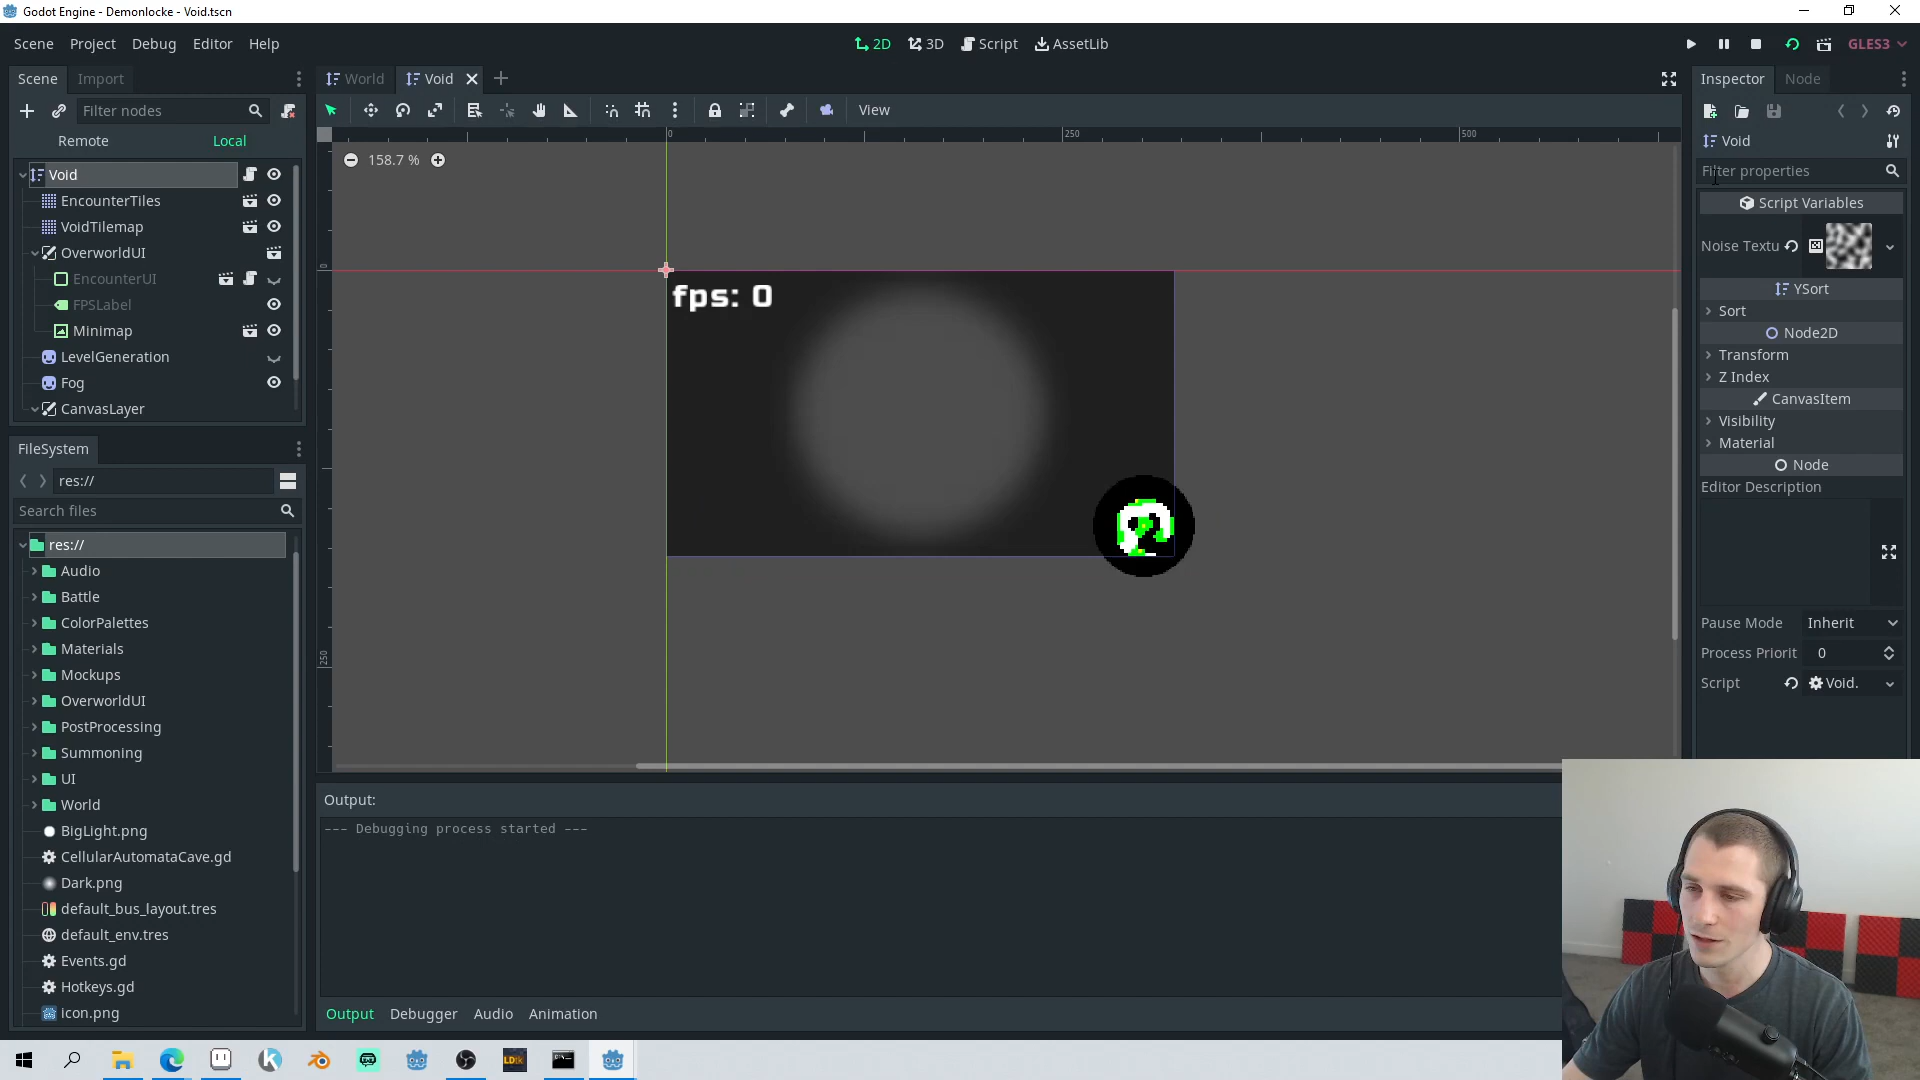 Godot Engine - Demonlocke - Void.tscn
Scene Project Debug Editor Help
2D 3D Script AssetLib
GLES3
Scene Import
World Void
Inspector Node
Filter nodes
View
Remote Local
Void
Filter properties
0 250 500
158.7 %
0
250
Void
EncounterTiles
VoidTilemap
OverworldUI
EncounterUI
FPSLabel
Minimap
LevelGeneration
Fog
CanvasLayer
fps: 0
Script Variables
Noise Textu
YSort
Sort
Node2D
Transform
Z Index
CanvasItem
Visibility
Material
Node
Editor Description
Pause Mode Inherit
Process Priorit 0
Script Void.
FileSystem
res://
Search files
res://
Audio
Battle
ColorPalettes
Materials
Mockups
OverworldUI
PostProcessing
Summoning
UI
World
BigLight.png
CellularAutomataCave.gd
Dark.png
default_bus_layout.tres
default_env.tres
Events.gd
Hotkeys.gd
icon.png
Output:
--- Debugging process started ---
Output Debugger Audio Animation
LDtk